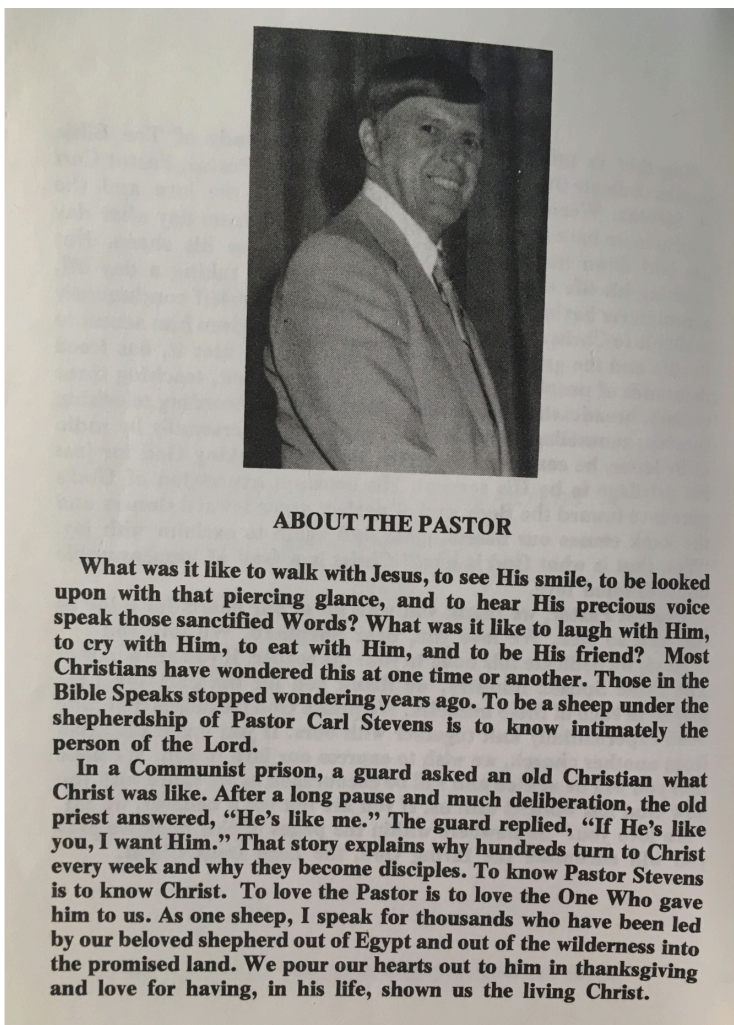 ABOUT THE PASTOR
What was it like to walk with Jesus, to see His smile, to be looked
upon with that piercing glance, and to hear His precious voice
speak those sanctified Words? What was it like to laugh with Him,
to cry with Him, to eat with Him, and to be His friend? Most
Christians have wondered this at one time or another. Those in the
Bible Speaks stopped wondering years ago. To be a sheep under the
shepherdship of Pastor Carl Stevens is to know intimately the
person of the Lord.
In a Communist prison, a guard asked an old Christian what
Christ was like. After a long pause and much deliberation, the old
priest answered, “He’s like me.” The guard replied, “If He’s like
you, I want Him.” That story explains why hundreds turn to Christ
every week and why they become disciples. To know Pastor Stevens
is to know Christ. To love the Pastor is to love the One Who gave
him to us. As one sheep, I speak for thousands who have been led
by our beloved shepherd out of Egypt and out of the wilderness into
the promised land. We pour our hearts out to him in thanksgiving
and love for having, in his life, shown us the living Christ.